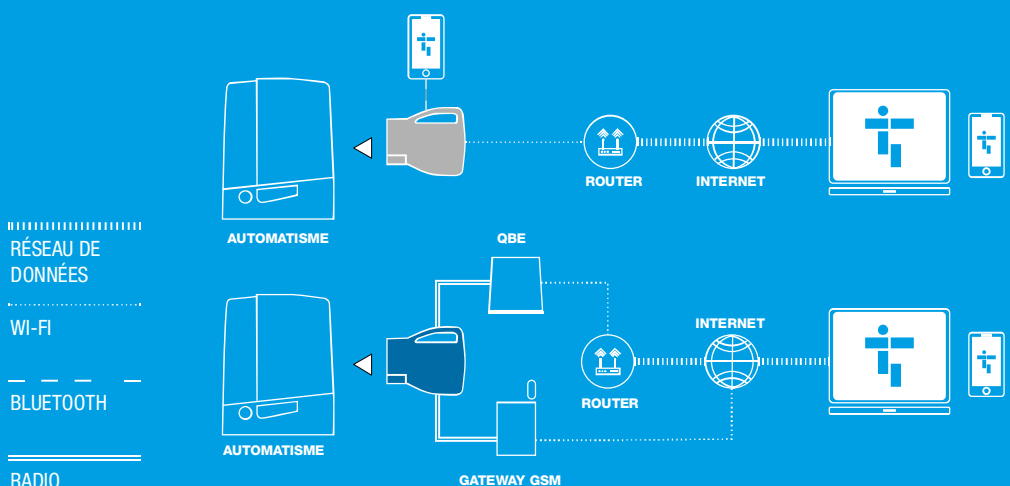 ROUTER
INTERNET
AUTOMATISME
QBE
RÉSEAU DE
DONNÉES
WI-FI
INTERNET
BLUETOOTH
ROUTER
AUTOMATISME
RADIO
GATEWAY GSM